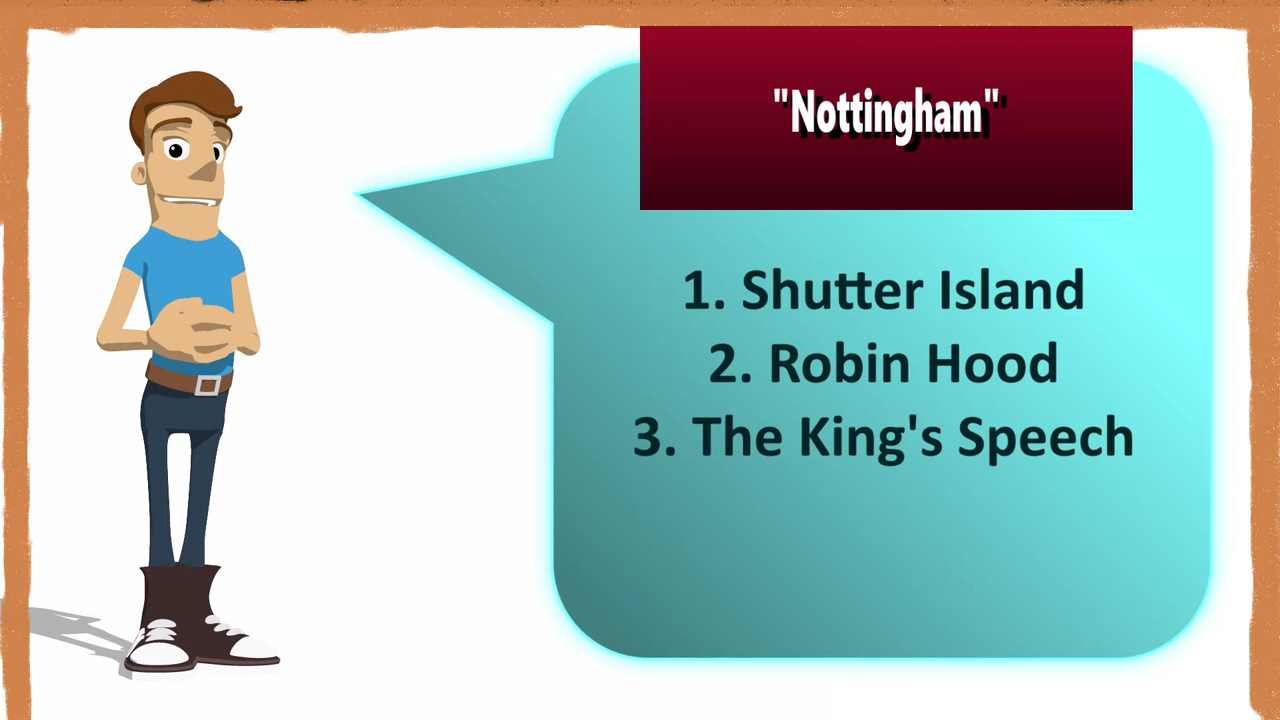 "Nottingham"
1. Shutter Island
2. Robin Hood
3. The King's Speech